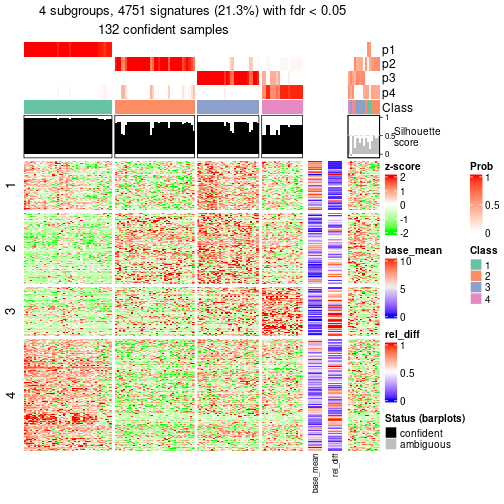 4 subgroups, 4751 signatures (21.3%) with fdr < 0.05
132 confident samples
p1
p2
p3
p4
Class
1
0.5
0
Silhouette
score
1
2
3
4
base_mean
rel_diff
z-score
2
1
0
-1
-2
base_mean
10
5
0
rel_diff
1
0.5
0
Status (barplots)
confident
ambiguous
Prob
1
0.5
0
Class
1
2
3
4